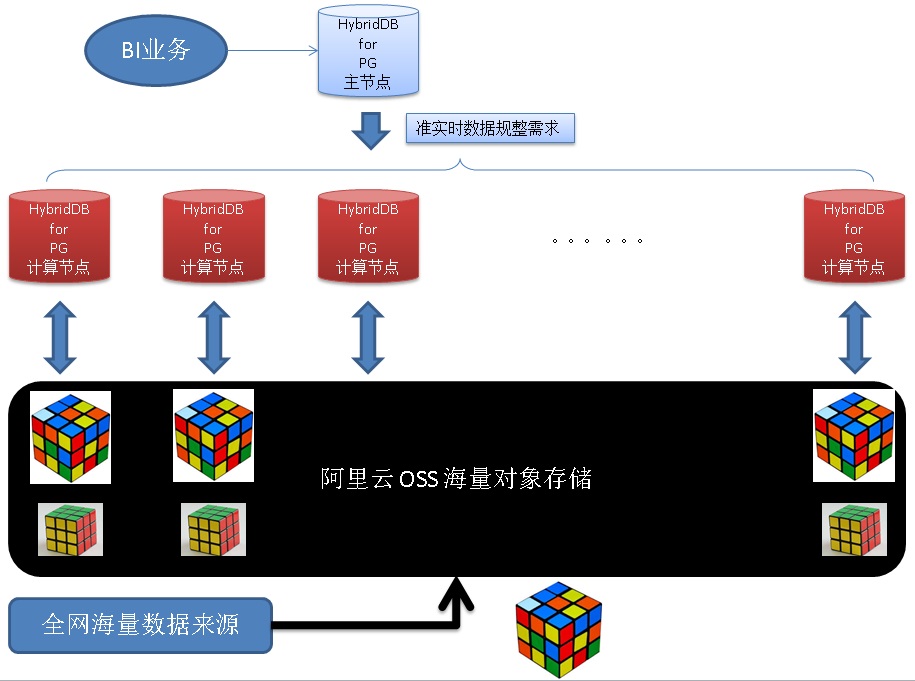 BI业务
HybridDB
for
PG
主节点
准实时数据规整需求
HybridDB
for
PG
计算节点
HybridDB
for
PG
计算节点
HybridDB
for
PG
计算节点
。。。。。。
HybridDB
for
PG
计算节点
阿里云 OSS 海量对象存储
全网海量数据来源